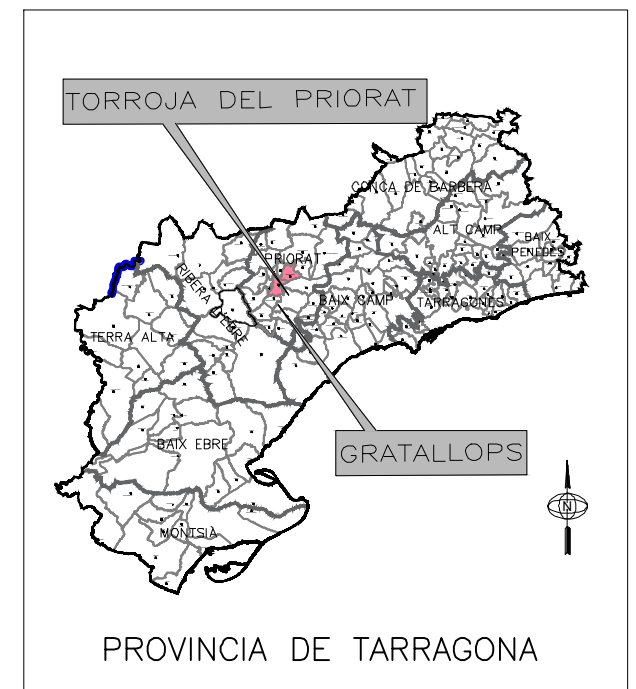 TORROJA DEL PRIORAT
CONCA DE BARBERA
ALT CAMP
BAIX
PENEDES
PRIORAT
RIBERA D'EBRE
BAIX CAMP
TARRAGONES
TERRA ALTA
BAIX EBRE
GRATALLOPS
MONTSIA
N
PROVINCIA DE TARRAGONA